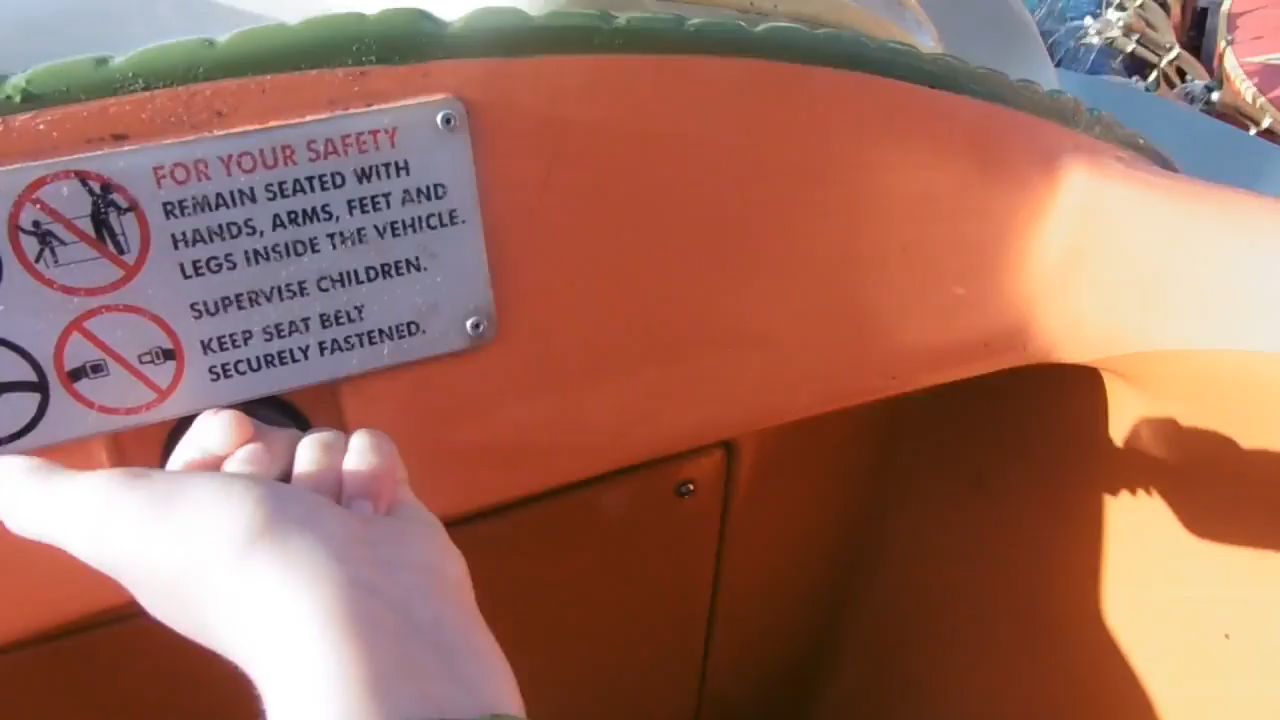 FOR YOUR SAFETY
REMAIN SEATED WITH
HANDS, ARMS, FEET AND
LEGS INSIDE THE VEHICLE.
SUPERVISE CHILDREN.
KEEP SEAT BELT
SECURELY FASTENED.